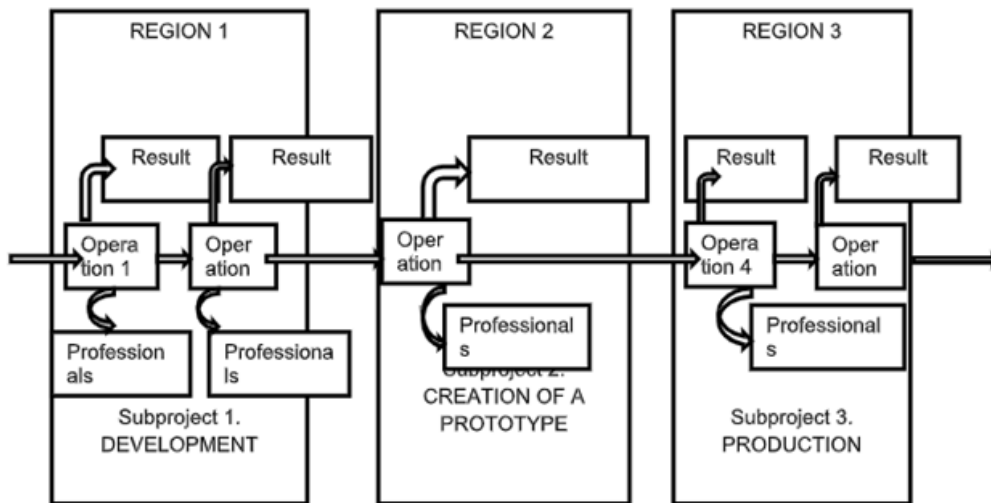 REGION 1
REGION 2
REGION 3
Result
Result
Result
Result
Result
Opera
tion 1
Oper
ation
Oper
ation
Opera
tion 4
Oper
ation
Profession
als
Professiona
ls
Professional
s
Professional
s
Subproject 1.
DEVELOPMENT
Subproject 2.
CREATION OF A
PROTOTYPE
Subproject 3.
PRODUCTION